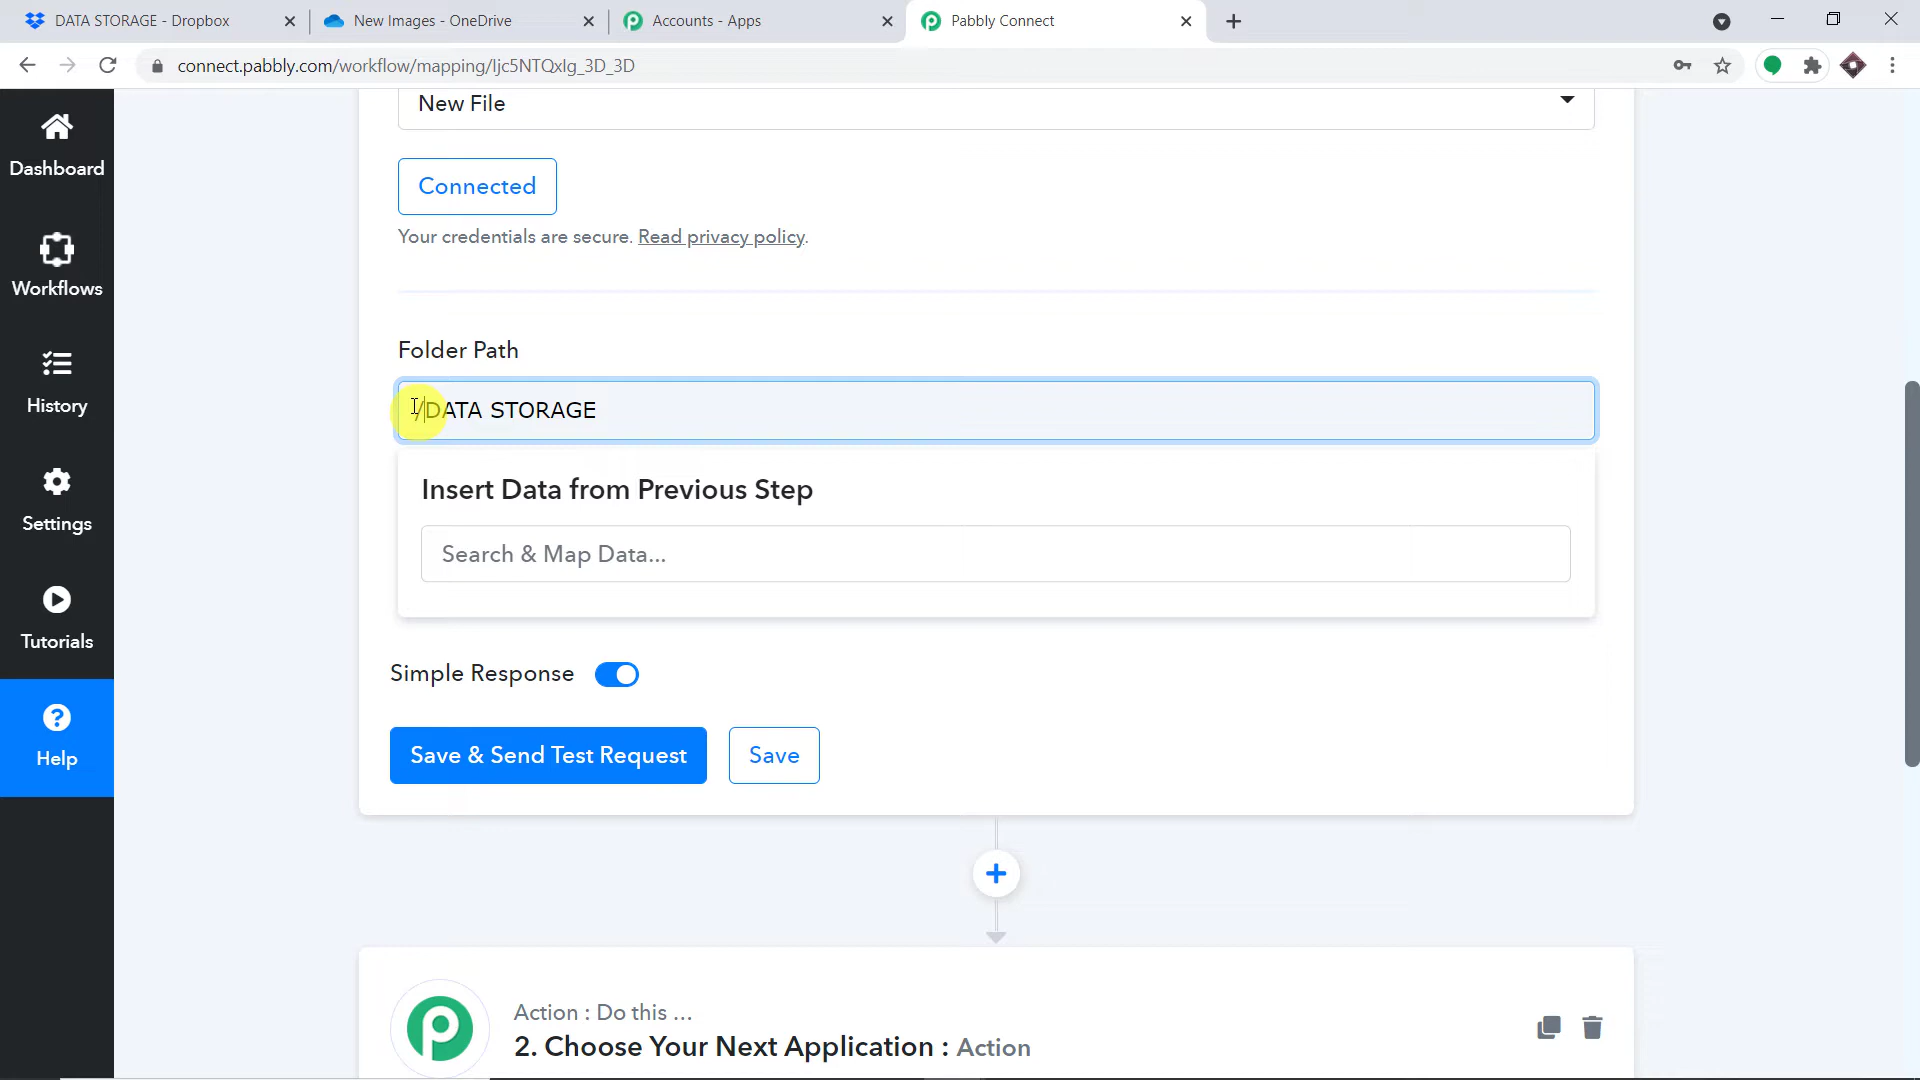 DATA STORAGE - Dropbox
New Images - OneDrive
Accounts - Apps
Pabbly Connect
connect.pabbly.com/workflow/mapping/Ijc5NTQxIg_3D_3D
Dashboard
Workflows
History
Settings
Tutorials
Help
New File
Connected
Your credentials are secure. Read privacy policy.
Folder Path
/DATA STORAGE
Insert Data from Previous Step
Search & Map Data...
Simple Response
Save & Send Test Request
Save
Action : Do this ...
2. Choose Your Next Application : Action